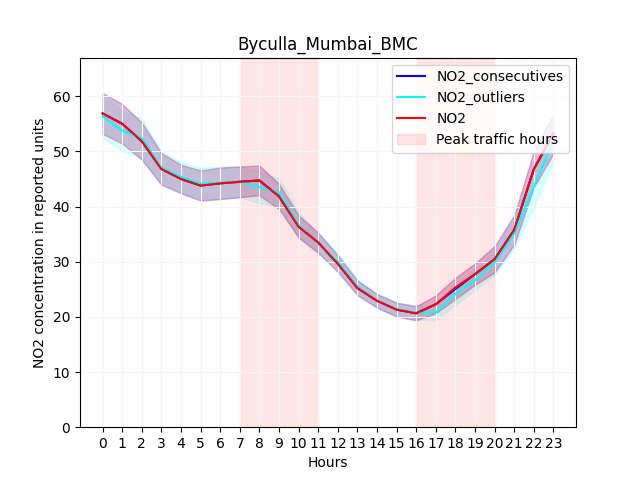 Byculla_Mumbai_BMC
NO2_consecutives
NO2_outliers
NO2
Peak traffic hours
NO2 concentration in reported units
60
50
40
30
20
10
0
0 1 2 3 4 5 6 7 8 9 10 11 12 13 14 15 16 17 18 19 20 21 22 23
Hours